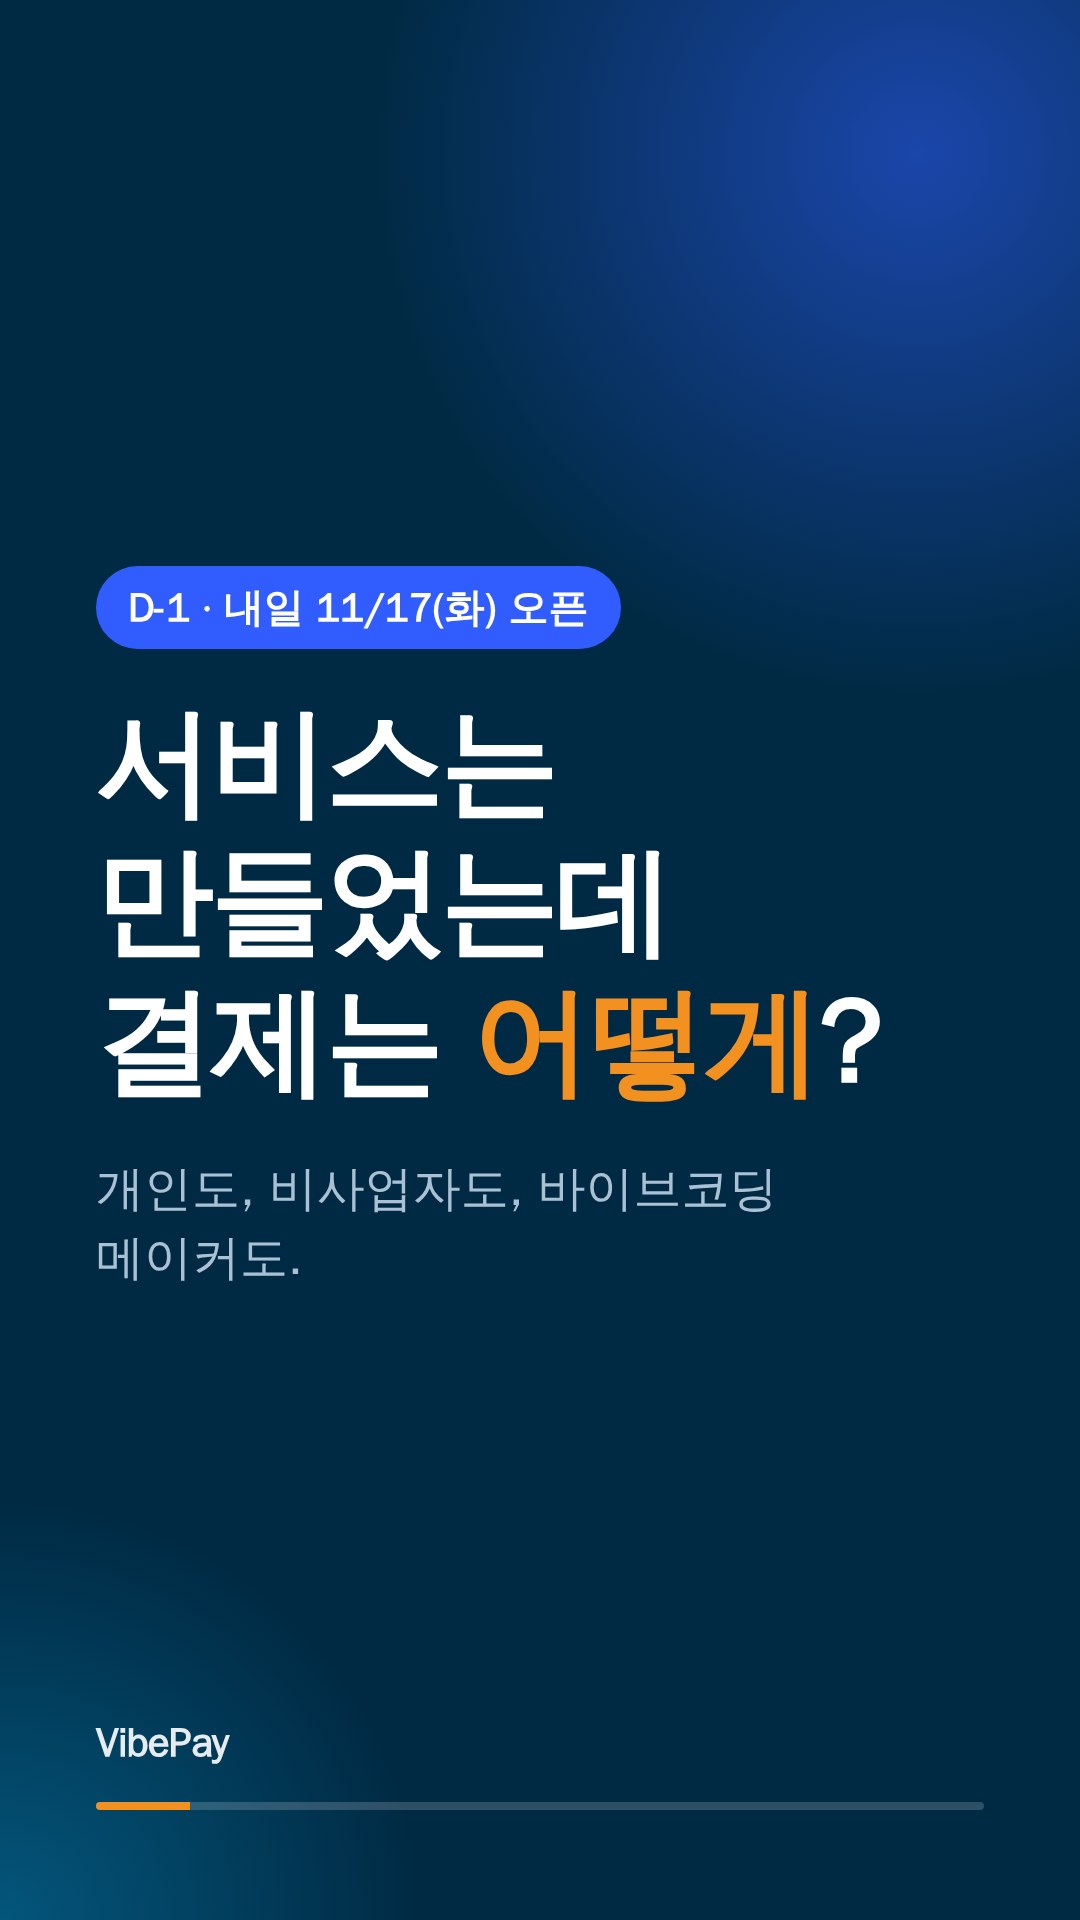 D-1 · 내일 11/17(화) 오픈
서비스는
만들었는데
결제는 어떻게?
개인도, 비사업자도, 바이브코딩
메이커도.
VibePay